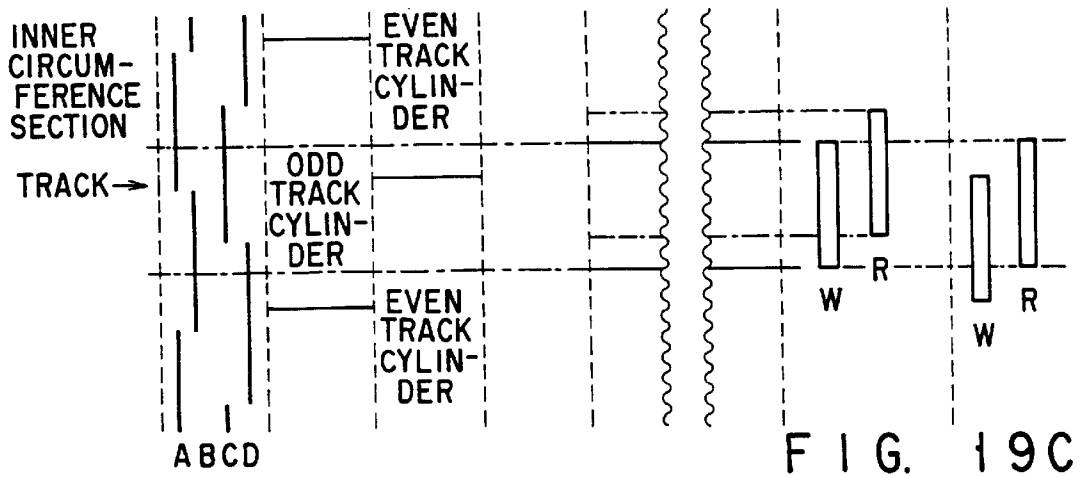 INNER
CIRCUM-
FERENCE
SECTION
TRACK→
A B C D
EVEN
TRACK
CYLIN-
DER
ODD
TRACK
CYLIN-
DER
EVEN
TRACK
CYLIN-
DER
W
R
W
R
FIG. 19C